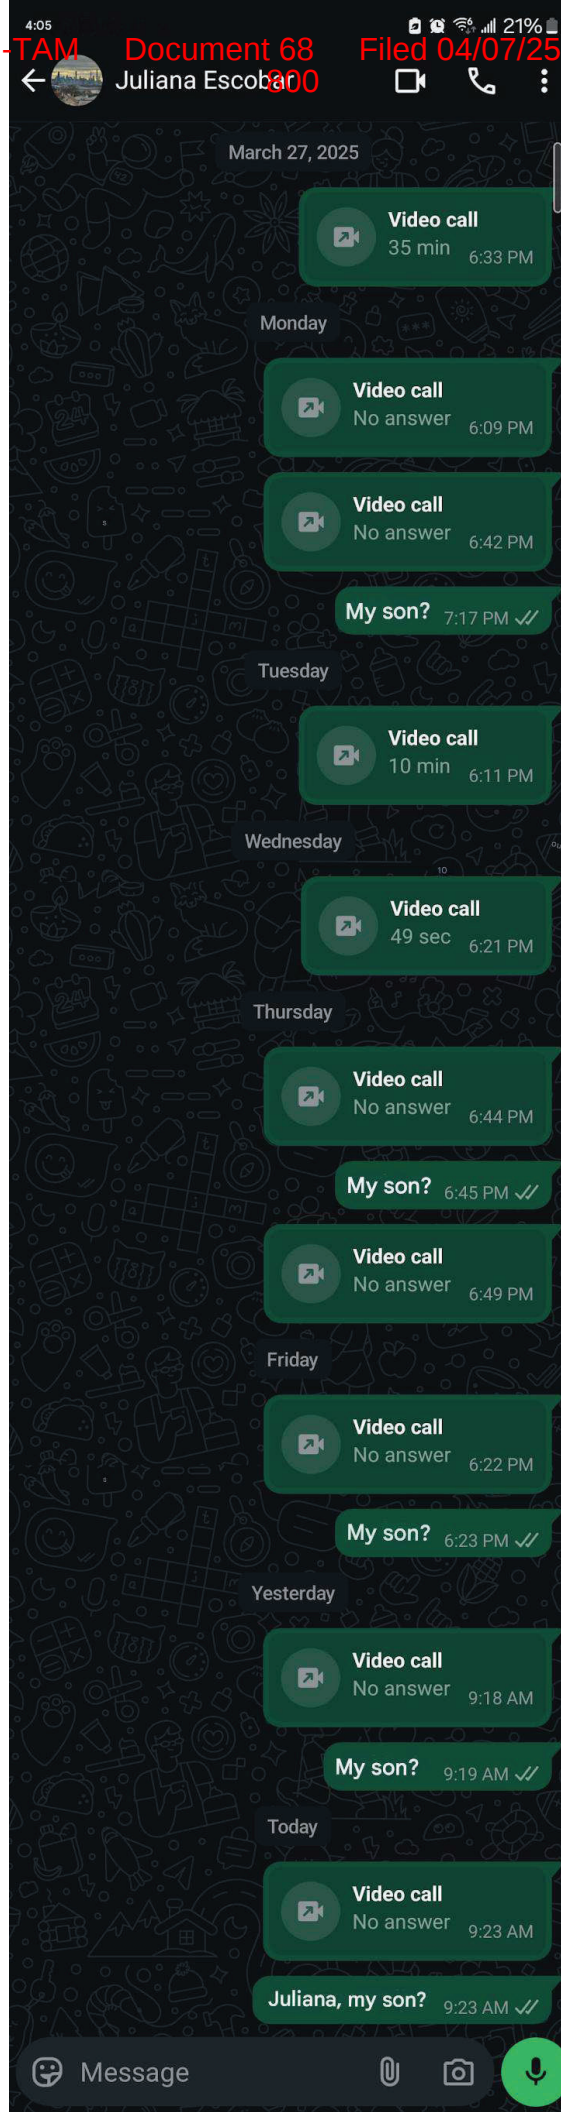 4:05 21%
-TAM Document 68 Filed 04/07/25
Juliana Escobar
800
March 27, 2025
Video call
35 min 6:33 PM
Monday
Video call
No answer 6:09 PM
Video call
No answer 6:42 PM
My son? 7:17 PM
Tuesday
Video call
10 min 6:11 PM
Wednesday
Video call
49 sec 6:21 PM
Thursday
Video call
No answer 6:44 PM
My son? 6:45 PM
Video call
No answer 6:49 PM
Friday
Video call
No answer 6:22 PM
My son? 6:23 PM
Yesterday
Video call
No answer 9:18 AM
My son? 9:19 AM
Today
Video call
No answer 9:23 AM
Juliana, my son? 9:23 AM
Message